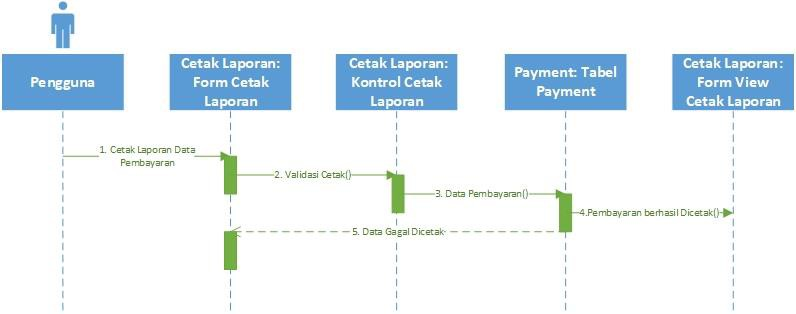 Pengguna
Cetak Laporan:
Form Cetak
Laporan
Cetak Laporan:
Kontrol Cetak
Laporan
Payment: Tabel
Payment
Cetak Laporan:
Form View
Cetak Laporan
1. Cetak Laporan Data
Pembayaran
2. Validasi Cetak()
3. Data Pembayaran()
4.Pembayaran berhasil Dicetak()
5. Data Gagal Dicetak